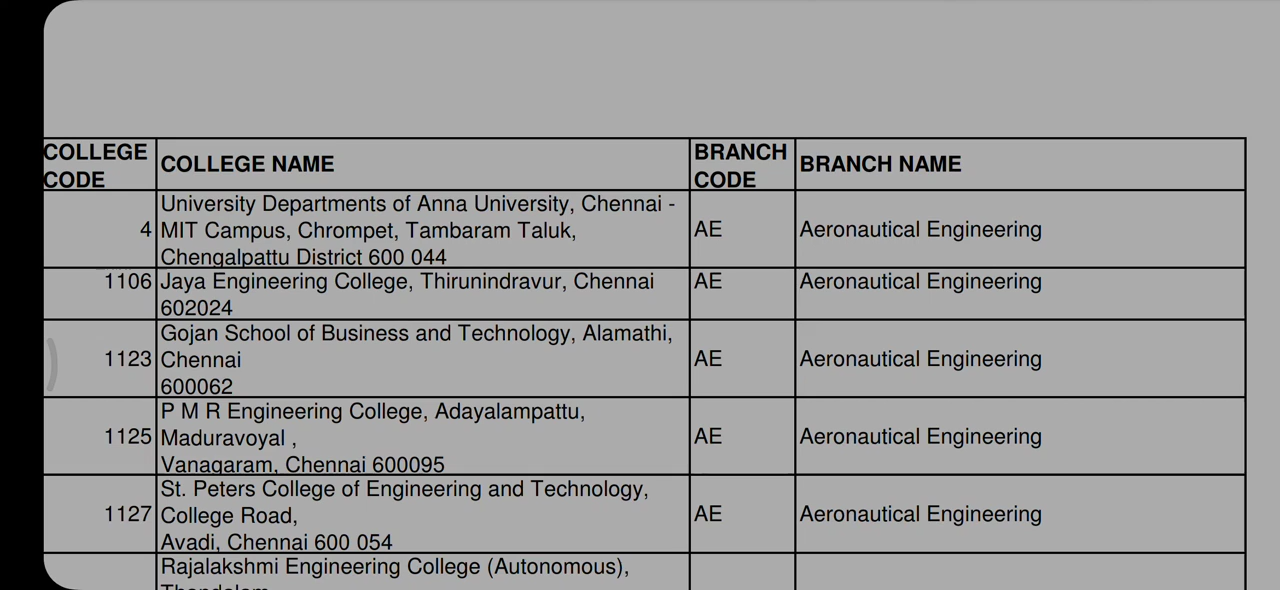 COLLEGE CODE COLLEGE NAME BRANCH CODE BRANCH NAME
4 University Departments of Anna University, Chennai -
MIT Campus, Chrompet, Tambaram Taluk,
Chengalpattu District 600 044 AE Aeronautical Engineering
1106 Jaya Engineering College, Thirunindravur, Chennai
602024 AE Aeronautical Engineering
1123 Gojan School of Business and Technology, Alamathi,
Chennai
600062 AE Aeronautical Engineering
1125 P M R Engineering College, Adayalampattu,
Maduravoyal ,
Vanagaram, Chennai 600095 AE Aeronautical Engineering
1127 St. Peters College of Engineering and Technology,
College Road,
Avadi, Chennai 600 054 AE Aeronautical Engineering
Rajalakshmi Engineering College (Autonomous),